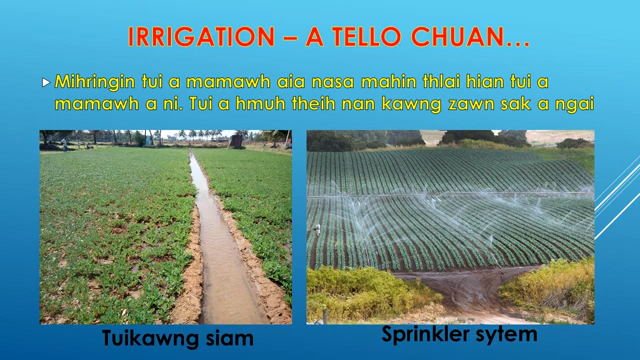 IRRIGATION – A TELLO CHUAN...
Mihringin tui a mamawh aia nasa mahin thlai hian tui a
mamawh a ni. Tui a hmuh theih nan kawng zawn sak a ngai
Tuikawng siam
Sprinkler sytem